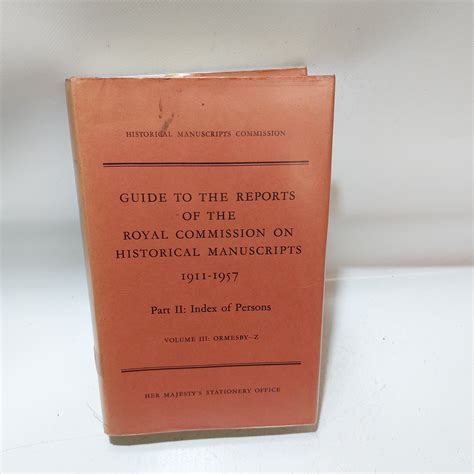 HISTORICAL MANUSCRIPTS COMMISSION
GUIDE TO THE REPORTS
OF THE
ROYAL COMMISSION ON
HISTORICAL MANUSCRIPTS
1911-1957
Part II: Index of Persons
VOLUME III: ORMESBY-Z
HER MAJESTY'S STATIONERY OFFICE